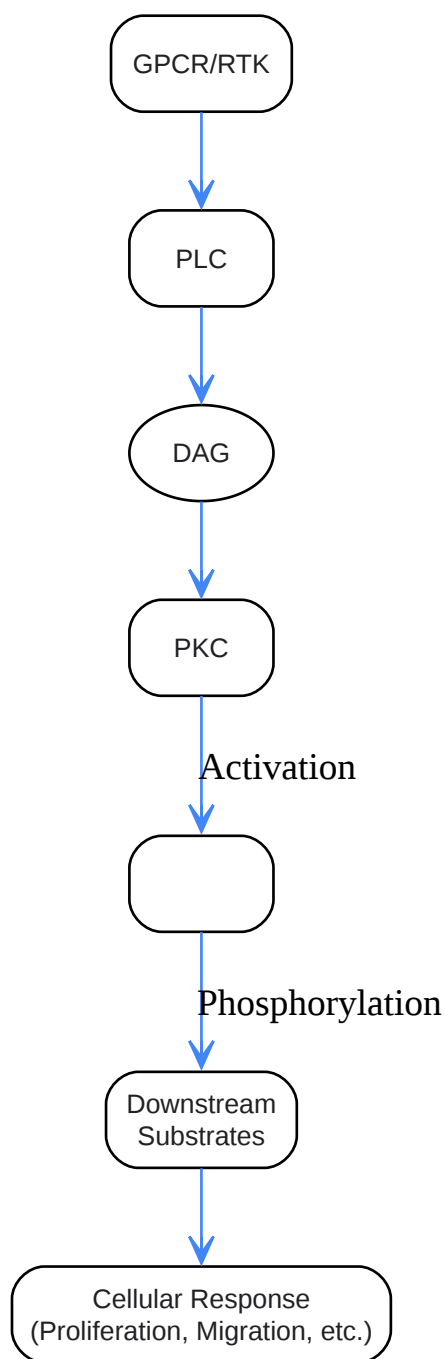 GPCR/RTK
PLC
DAG
PKC
Activation
Phosphorylation
Downstream
Substrates
Cellular Response
(Proliferation, Migration, etc.)